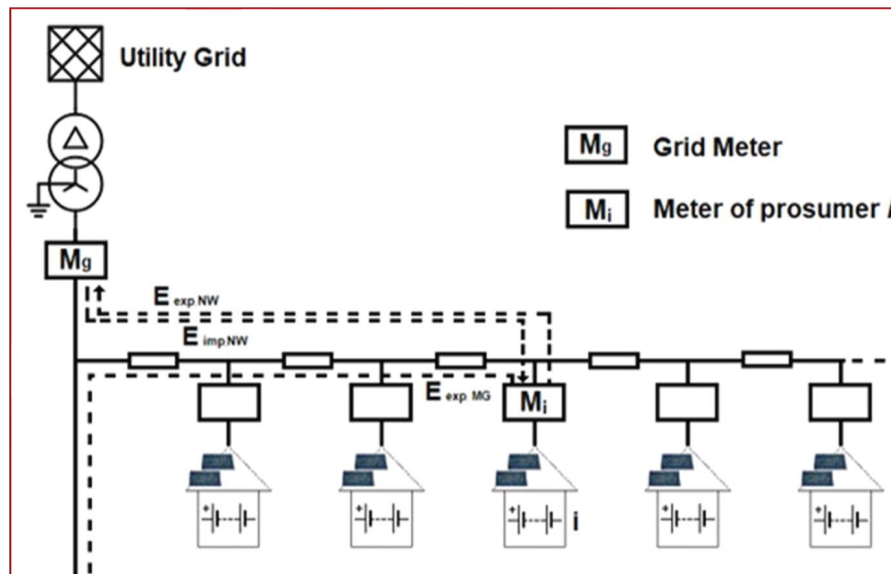 Utility Grid
Mg Grid Meter
Mi Meter of prosumer
Mg
E exp NW
E imp.NW
E exp MG
Mi
+ + + i + +